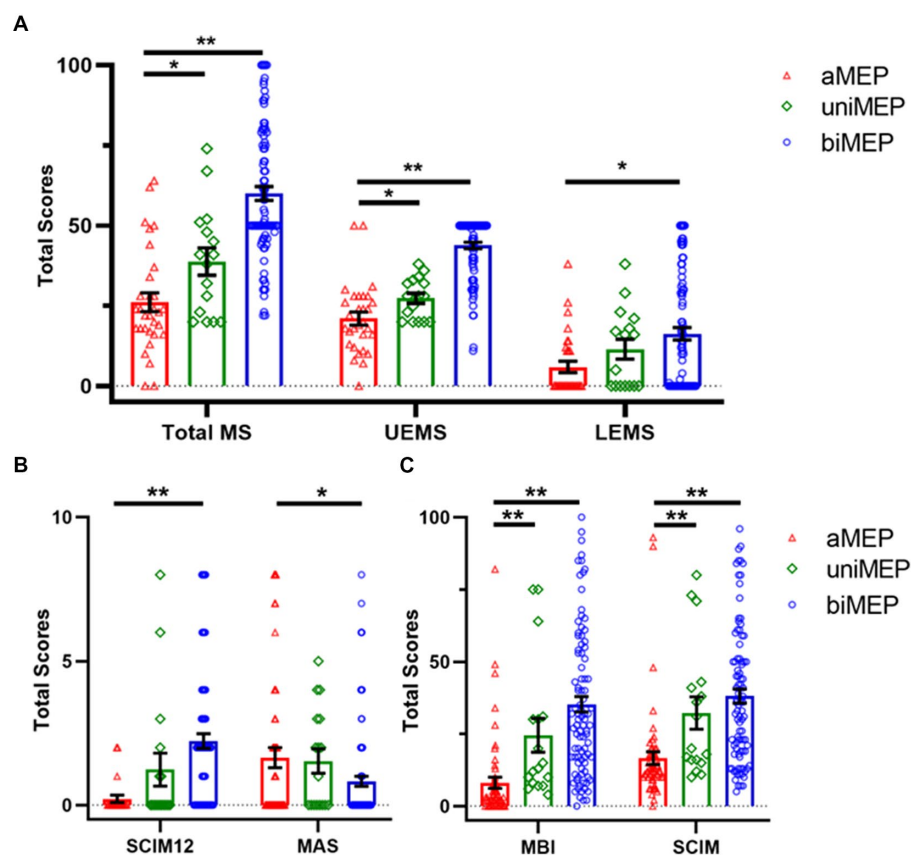 A
** 
*
100
50
0
Total Scores
**
*
*
aMEP
uniMEP
biMEP
Total MS UEMS LEMS
B
10
5
0
Total Scores
**
*
SCIM12 MAS
C
100
50
0
Total Scores
**
**
**
**
aMEP
uniMEP
biMEP
MBI SCIM